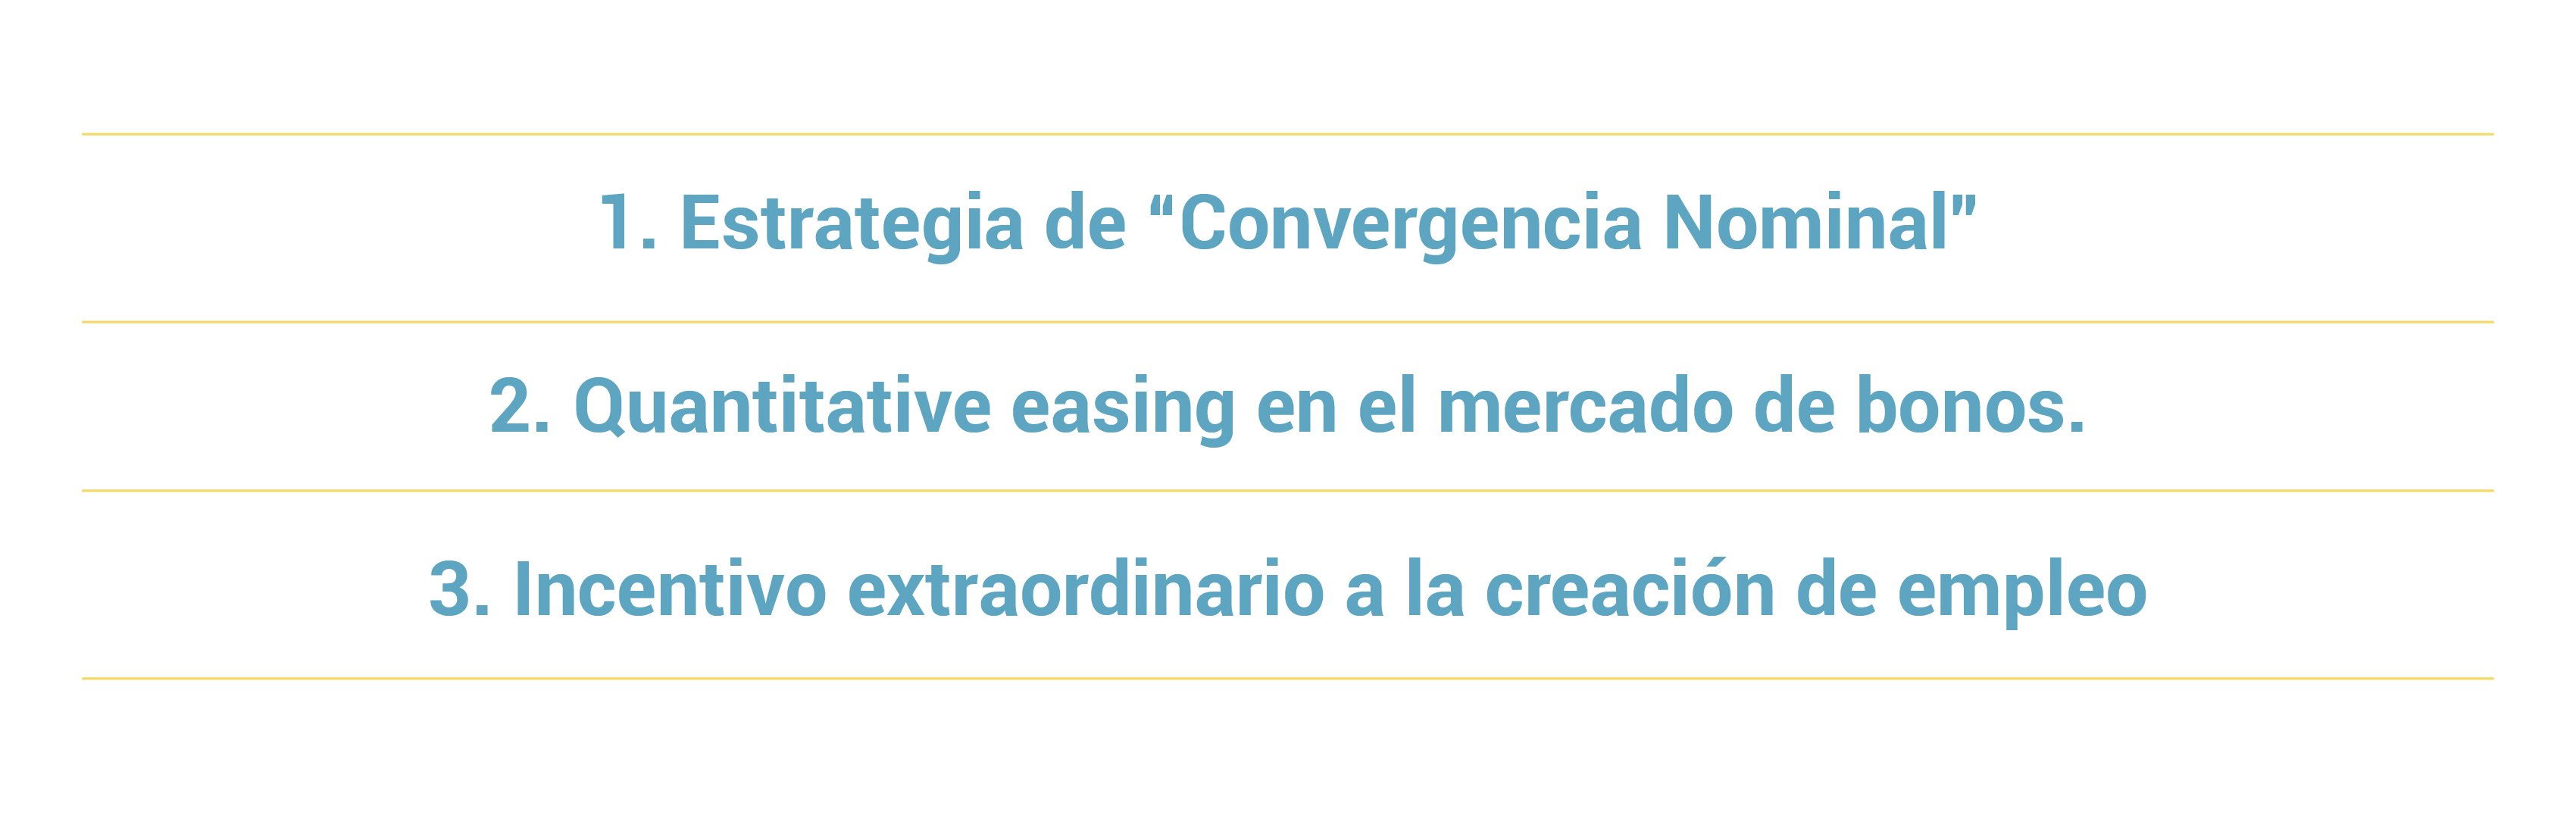 1. Estrategia de “Convergencia Nominal”
2. Quantitative easing en el mercado de bonos.
3. Incentivo extraordinario a la creación de empleo